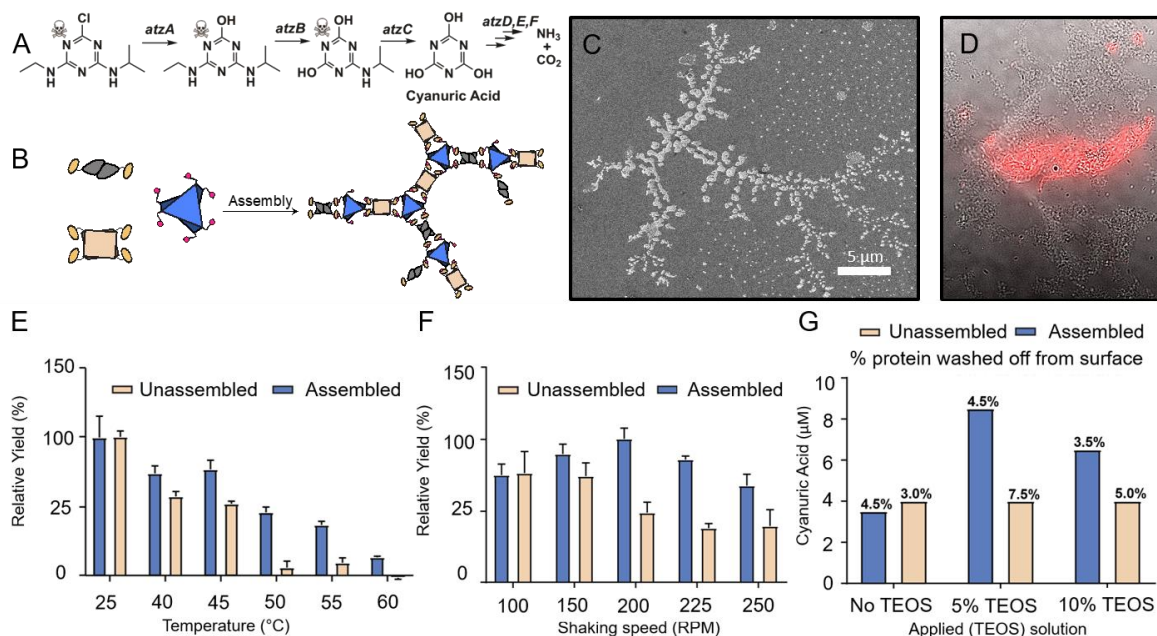 A
Cl
N
N
N
N
H
N
H
atzA
OH
N
N
N
N
H
N
H
atzB
OH
N
N
HO
N
N
H
atzC
OH
N
N
HO
N
OH
Cyanuric Acid
atzD,E,F
NH3
+
CO2
B
Assembly
C
5 μm
D
E
Unassembled Assembled
Relative Yield (%)
150
100
25
0
25 40 45 50 55 60
Temperature (°C)
F
Unassembled Assembled
Relative Yield (%)
150
100
25
0
100 150 200 225 250
Shaking speed (RPM)
G
Unassembled Assembled
% protein washed off from surface
Cyanuric Acid (μM)
10
8
6
4
2
0
4.5% 3.0% 4.5% 7.5% 3.5% 5.0%
No TEOS 5% TEOS 10% TEOS
Applied (TEOS) solution